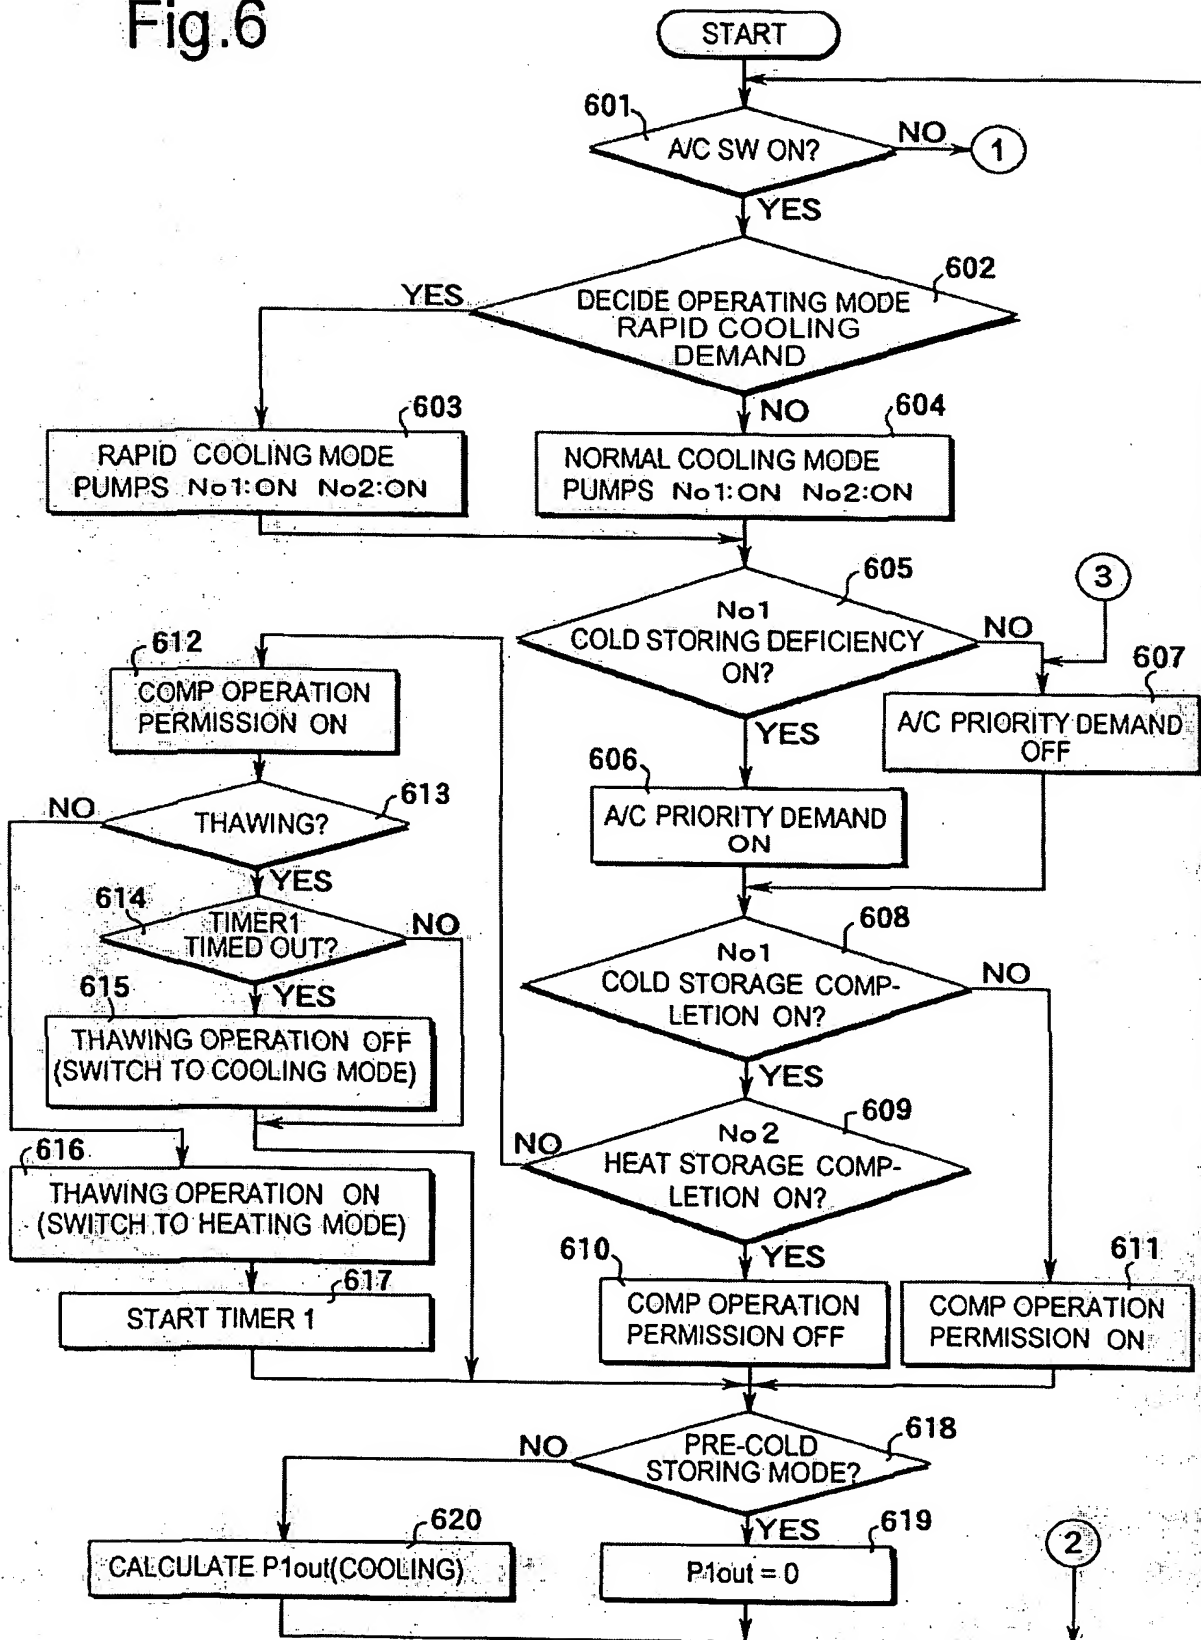 Fig.6
START
601
A/C SW ON?
NO
1
YES
602
DECIDE OPERATING MODE
RAPID COOLING
DEMAND
YES
NO
603
RAPID COOLING MODE
PUMPS No1:ON No2:ON
604
NORMAL COOLING MODE
PUMPS No1:ON No2:ON
605
No1
COLD STORING DEFICIENCY
ON?
NO
3
YES
607
A/C PRIORITY DEMAND
OFF
606
A/C PRIORITY DEMAND
ON
612
COMP OPERATION
PERMISSION ON
613
THAWING?
NO
YES
614
TIMER1
TIMED OUT?
NO
YES
615
THAWING OPERATION OFF
(SWITCH TO COOLING MODE)
608
No1
COLD STORAGE COMP-
LETION ON?
NO
YES
609
No2
HEAT STORAGE COMP-
LETION ON?
NO
YES
616
THAWING OPERATION ON
(SWITCH TO HEATING MODE)
617
START TIMER 1
610
COMP OPERATION
PERMISSION OFF
611
COMP OPERATION
PERMISSION ON
618
PRE-COLD
STORING MODE?
NO
YES
620
CALCULATE P1out(COOLING)
619
P1out = 0
2